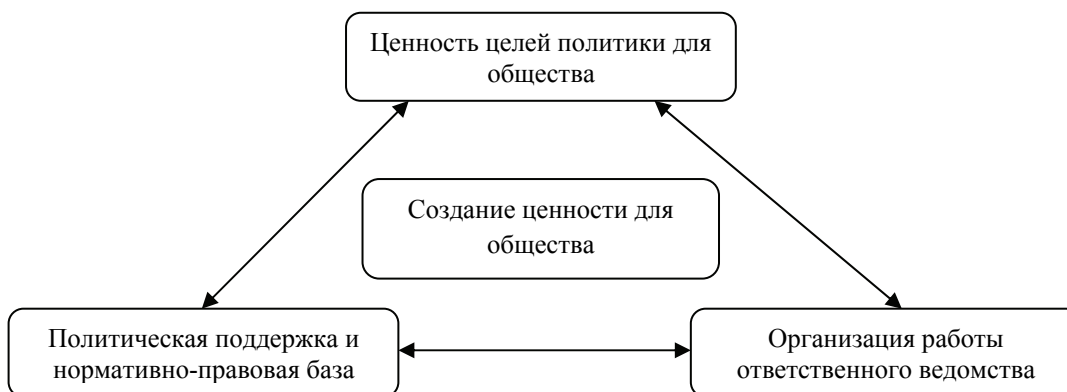 Ценность целей политики для
общества
Создание ценности для
общества
Политическая поддержка и
нормативно-правовая база
Организация работы
ответственного ведомства